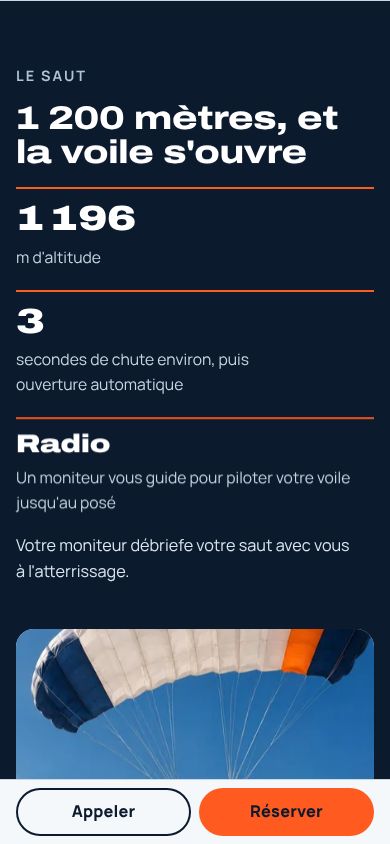 LE SAUT
1 200 mètres, et
la voile s'ouvre
1 196
m d'altitude
3
secondes de chute environ, puis
ouverture automatique
Radio
Un moniteur vous guide pour piloter votre voile
jusqu'au posé
Votre moniteur débriefe votre saut avec vous
à l'atterrissage.
Appeler
Réserver